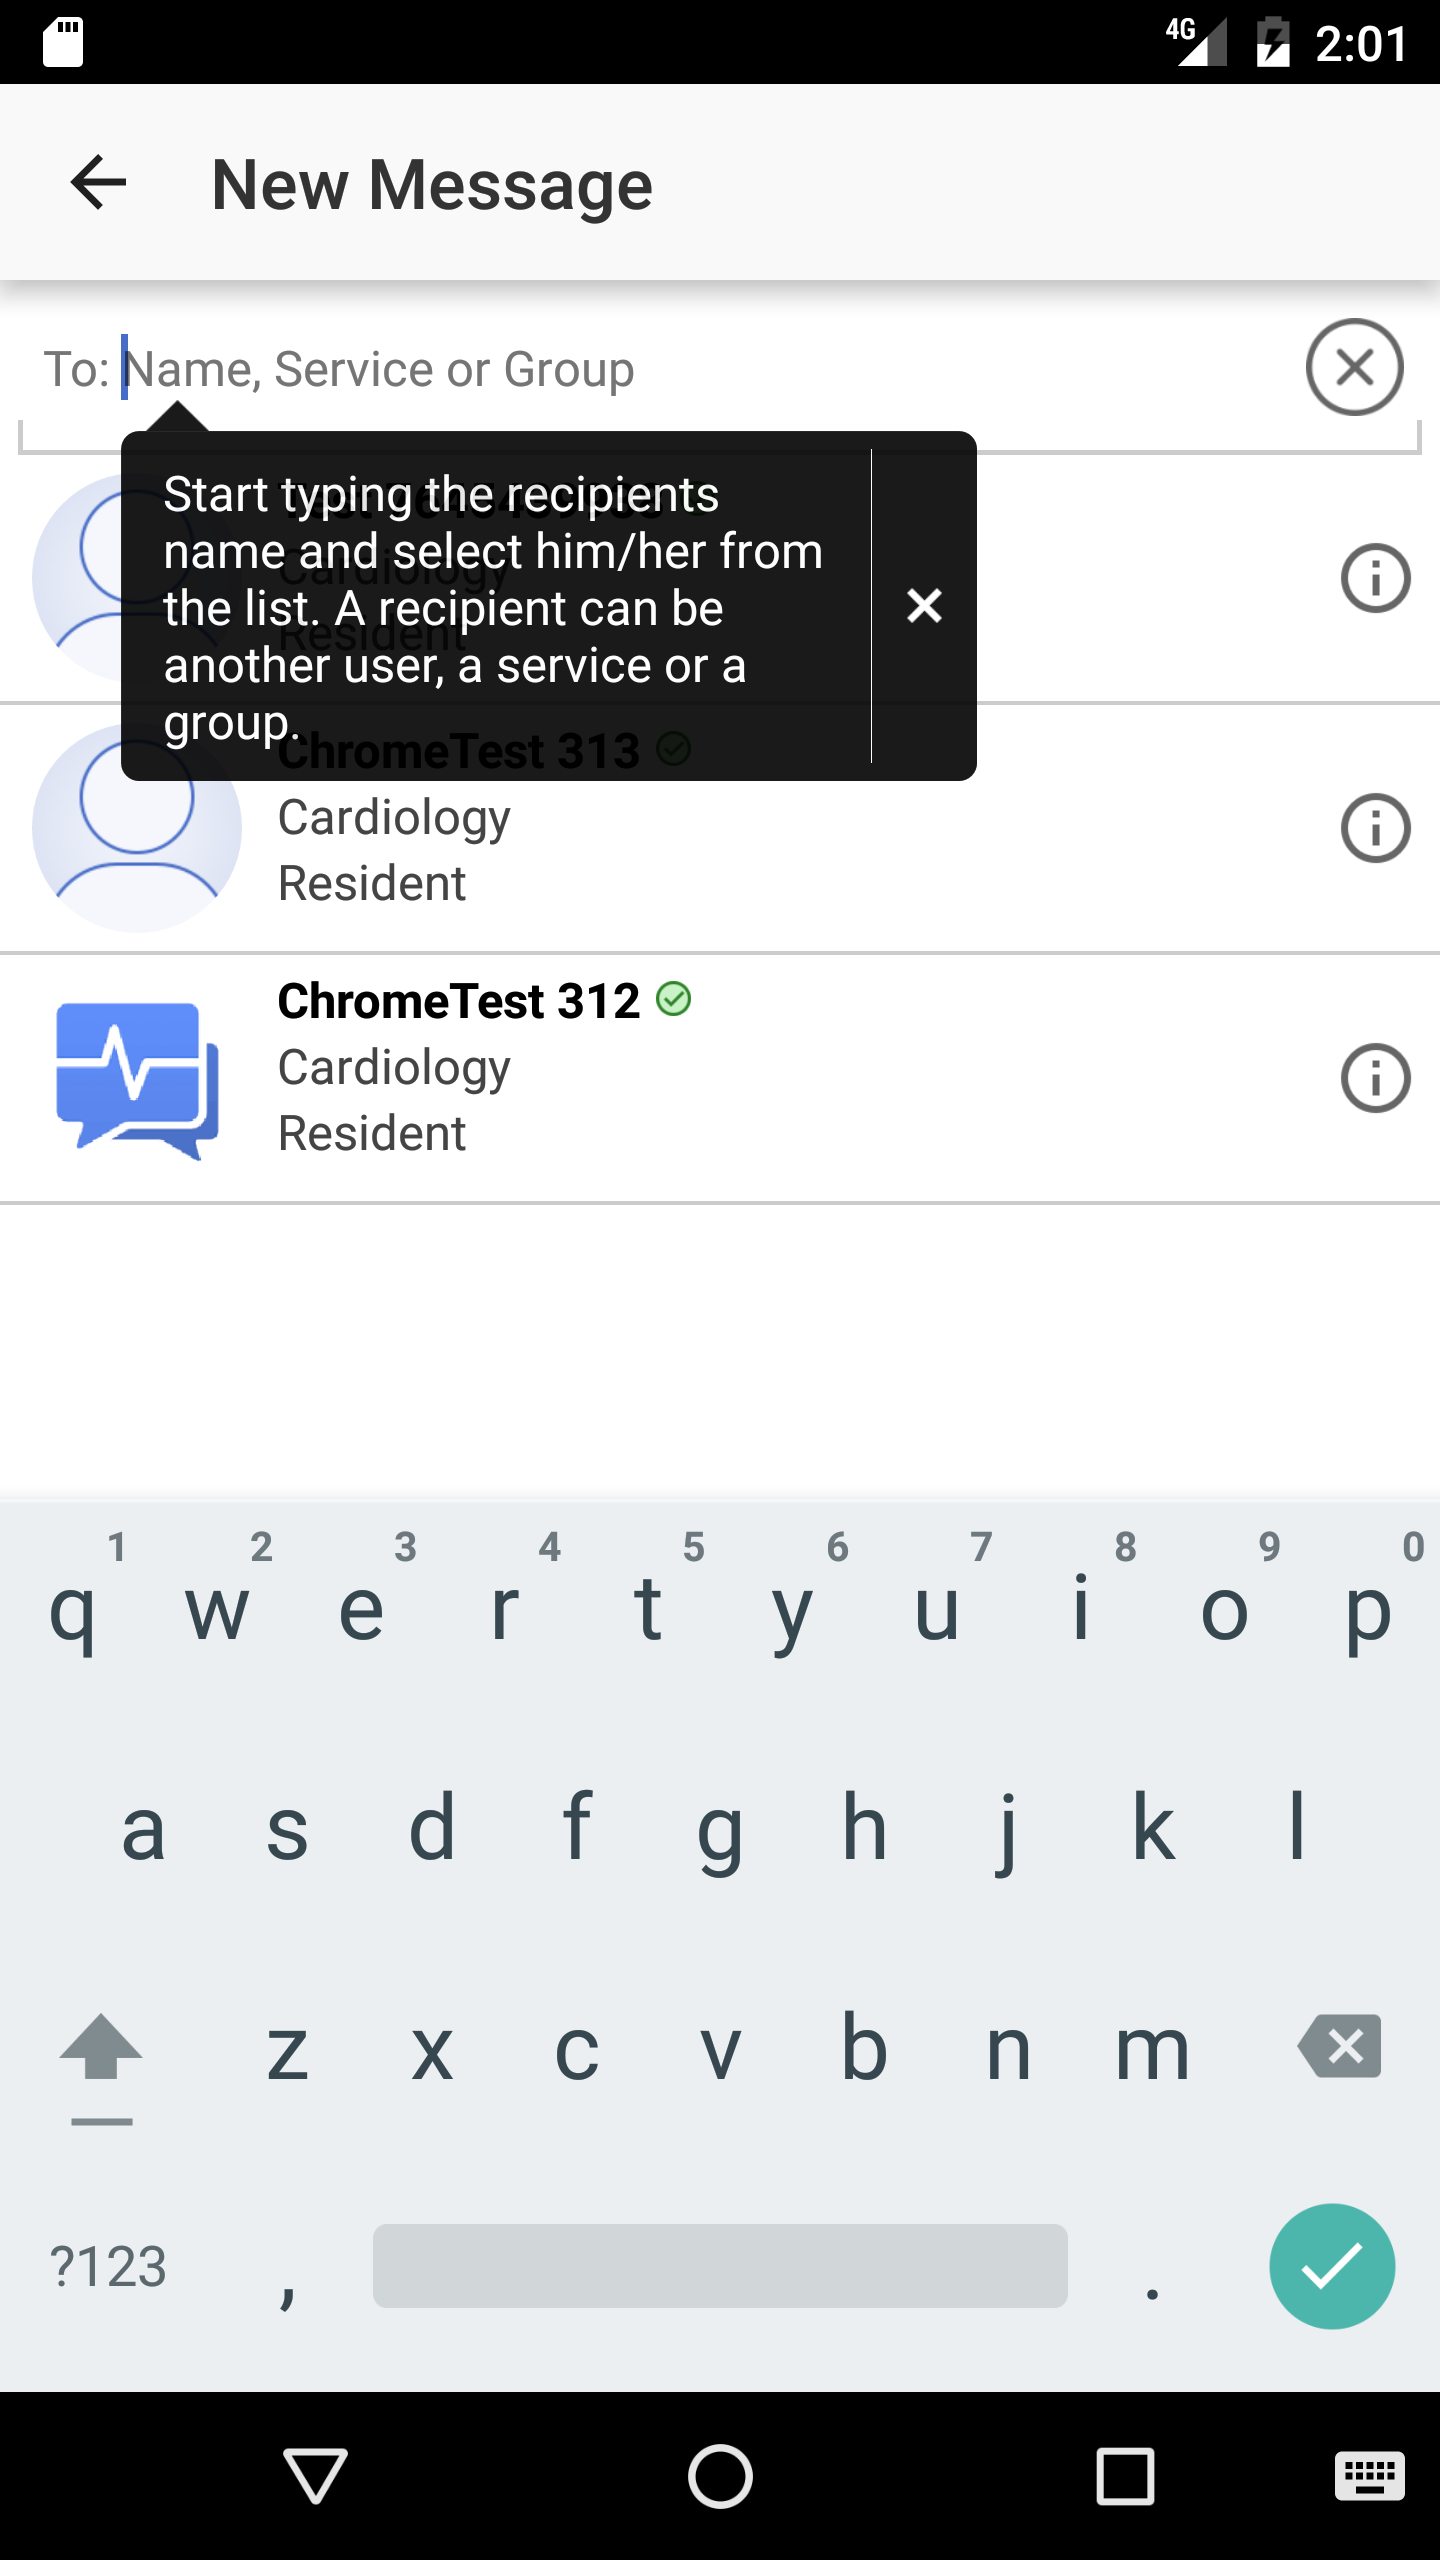 4G 2:01
New Message
To: Name, Service or Group
Start typing the recipients
name and select him/her from
the list. A recipient can be
another user, a service or a
group.
Test
Cardiology
Resident
ChromeTest 313
Cardiology
Resident
ChromeTest 312
Cardiology
Resident
1 2 3 4 5 6 7 8 9 0
q w e r t y u i o p
a s d f g h j k l
z x c v b n m
?123 , .